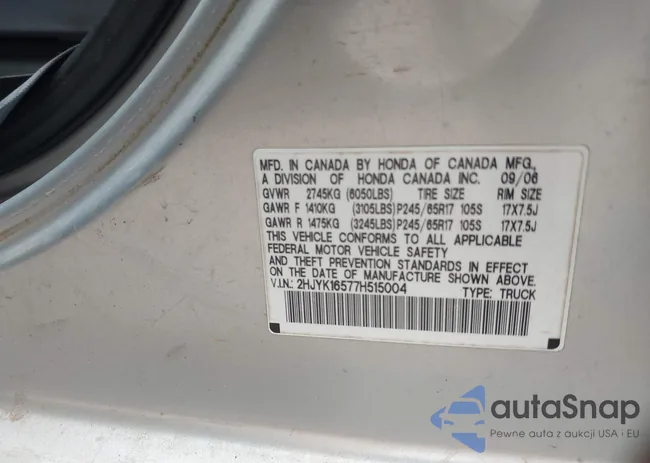 MFD. IN CANADA BY HONDA OF CANADA MFG.,
A DIVISION OF HONDA CANADA INC. 09/06
GVWR 2745KG (6050LBS) TIRE SIZE RIM SIZE
GAWR F 1410KG (3105LBS) P245/65R17 105S 17X7.5J
GAWR R 1475KG (3245LBS) P245/65R17 105S 17X7.5J
THIS VEHICLE CONFORMS TO ALL APPLICABLE
FEDERAL MOTOR VEHICLE SAFETY
AND THEFT PREVENTION STANDARDS IN EFFECT
ON THE DATE OF MANUFACTURE SHOWN ABOVE.
V.I.N.: 2HJYK16577H515004
TYPE: TRUCK
autaSnap
Pewne auta z aukcji USA i EU